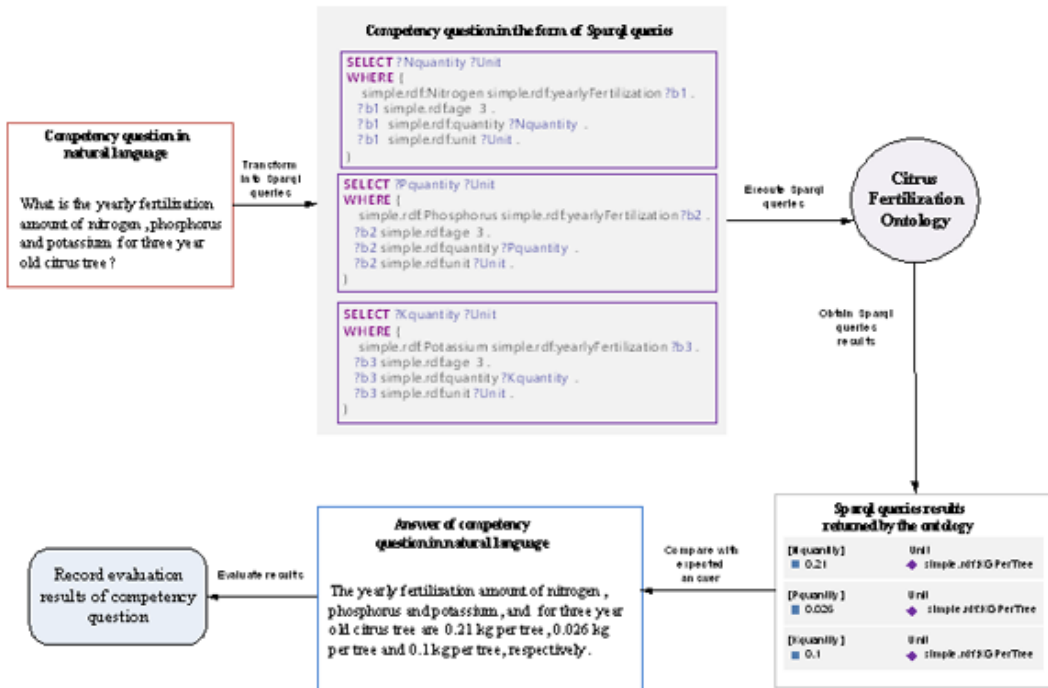 Competency question in the form of Sparql queries
SELECT ?Nquantity ?Unit
WHERE {
simple.rdf:Nitrogen simple.rdf:yearlyFertilization ?b1 .
?b1 simple.rdf:age 3 .
?b1 simple.rdf:quantity ?Nquantity .
?b1 simple.rdf:unit ?Unit .
}
Competency question in
natural language
What is the yearly fertilization
amount of nitrogen ,phosphorus
and potassium for three year
old citrus tree ?
Transform
into Sparql
queries
SELECT ?Pquantity ?Unit
WHERE {
simple.rdf:Phosphorus simple.rdf:yearlyFertilization ?b2 .
?b2 simple.rdf:age 3 .
?b2 simple.rdf:quantity ?Pquantity .
?b2 simple.rdf:unit ?Unit .
}
SELECT ?Kquantity ?Unit
WHERE {
simple.rdf:Potassium simple.rdf:yearlyFertilization ?b3 .
?b3 simple.rdf:age 3 .
?b3 simple.rdf:quantity ?Kquantity .
?b3 simple.rdf:unit ?Unit .
}
Execute Sparql
queries
Citrus
Fertilization
Ontology
Obtain Sparql
queries
results
Sparql queries results
returned by the ontology
[Nquantity] Unit
0.21 simple.rdf:KGPerTree
[Pquantity] Unit
0.026 simple.rdf:KGPerTree
[Kquantity] Unit
0.1 simple.rdf:KGPerTree
Compare with
expected
answer
Answer of competency
question in natural language
The yearly fertilization amount of nitrogen ,
phosphorus and potassium, and for three year
old citrus tree are 0.21 kg per tree , 0.026 kg
per tree and 0.1 kg per tree, respectively .
Evaluate results
Record evaluation
results of competency
question